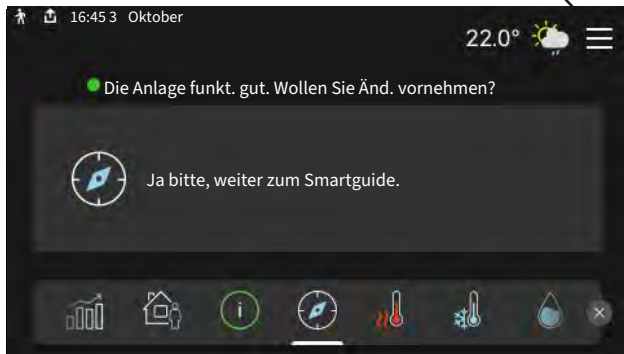 16:45 3 Oktober
22.0°
Die Anlage funkt. gut. Wollen Sie Änd. vornehmen?
Ja bitte, weiter zum Smartguide.